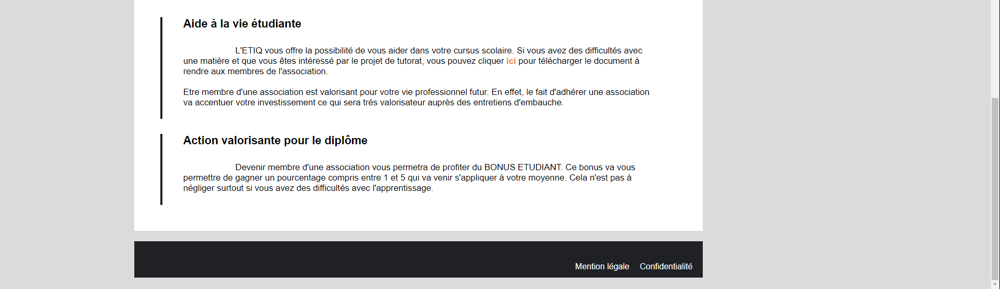 Aide à la vie étudiante
L'ETIQ vous offre la possibilité de vous aider dans votre cursus scolaire. Si vous avez des difficultés avec
une matière et que vous êtes intéressé par le projet de tutorat, vous pouvez cliquer ici pour télécharger le document à
rendre aux membres de l'association.
Etre membre d'une association est valorisant pour votre vie professionnel futur. En effet, le fait d'adhérer une association
va accentuer votre investissement ce qui sera trés valorisateur auprès des entretiens d'embauche.
Action valorisante pour le diplôme
Devenir membre d'une association vous permetra de profiter du BONUS ETUDIANT. Ce bonus va vous
permettre de gagner un pourcentage compris entre 1 et 5 qui va venir s'appliquer à votre moyenne. Cela n'est pas à
négliger surtout si vous avez des difficultés avec l'apprentissage.
Mention légale Confidentialité